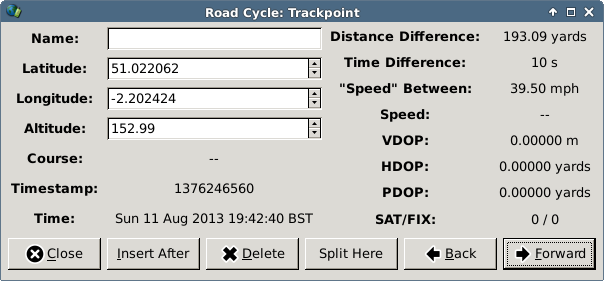 Road Cycle: Trackpoint
Name:
Latitude: 51.022062
Longitude: -2.202424
Altitude: 152.99
Course: --
Timestamp: 1376246560
Time: Sun 11 Aug 2013 19:42:40 BST
Distance Difference: 193.09 yards
Time Difference: 10 s
"Speed" Between: 39.50 mph
Speed: --
VDOP: 0.00000 m
HDOP: 0.00000 yards
PDOP: 0.00000 yards
SAT/FIX: 0 / 0
Close Insert After Delete Split Here Back Forward